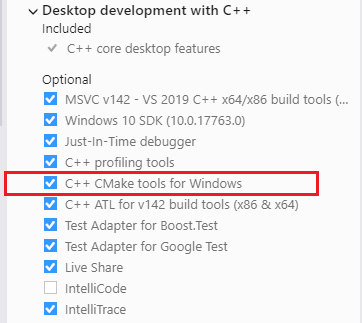 Desktop development with C++
Included
C++ core desktop features
Optional
MSVC v142 - VS 2019 C++ x64/x86 build tools (...
Windows 10 SDK (10.0.17763.0)
Just-In-Time debugger
C++ profiling tools
C++ CMake tools for Windows
C++ ATL for v142 build tools (x86 & x64)
Test Adapter for Boost.Test
Test Adapter for Google Test
Live Share
IntelliCode
IntelliTrace